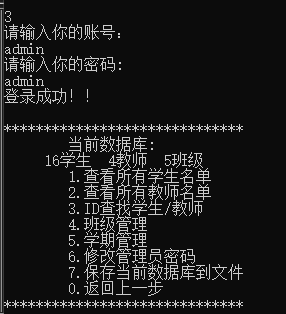 3
请输入你的账号:
admin
请输入你的密码:
admin
登录成功！！
******************************
当前数据库:
16学生 4教师 5班级
1.查看所有学生名单
2.查看所有教师名单
3.ID查找学生/教师
4.班级管理
5.学期管理
6.修改管理员密码
7.保存当前数据库到文件
0.返回上一步
******************************